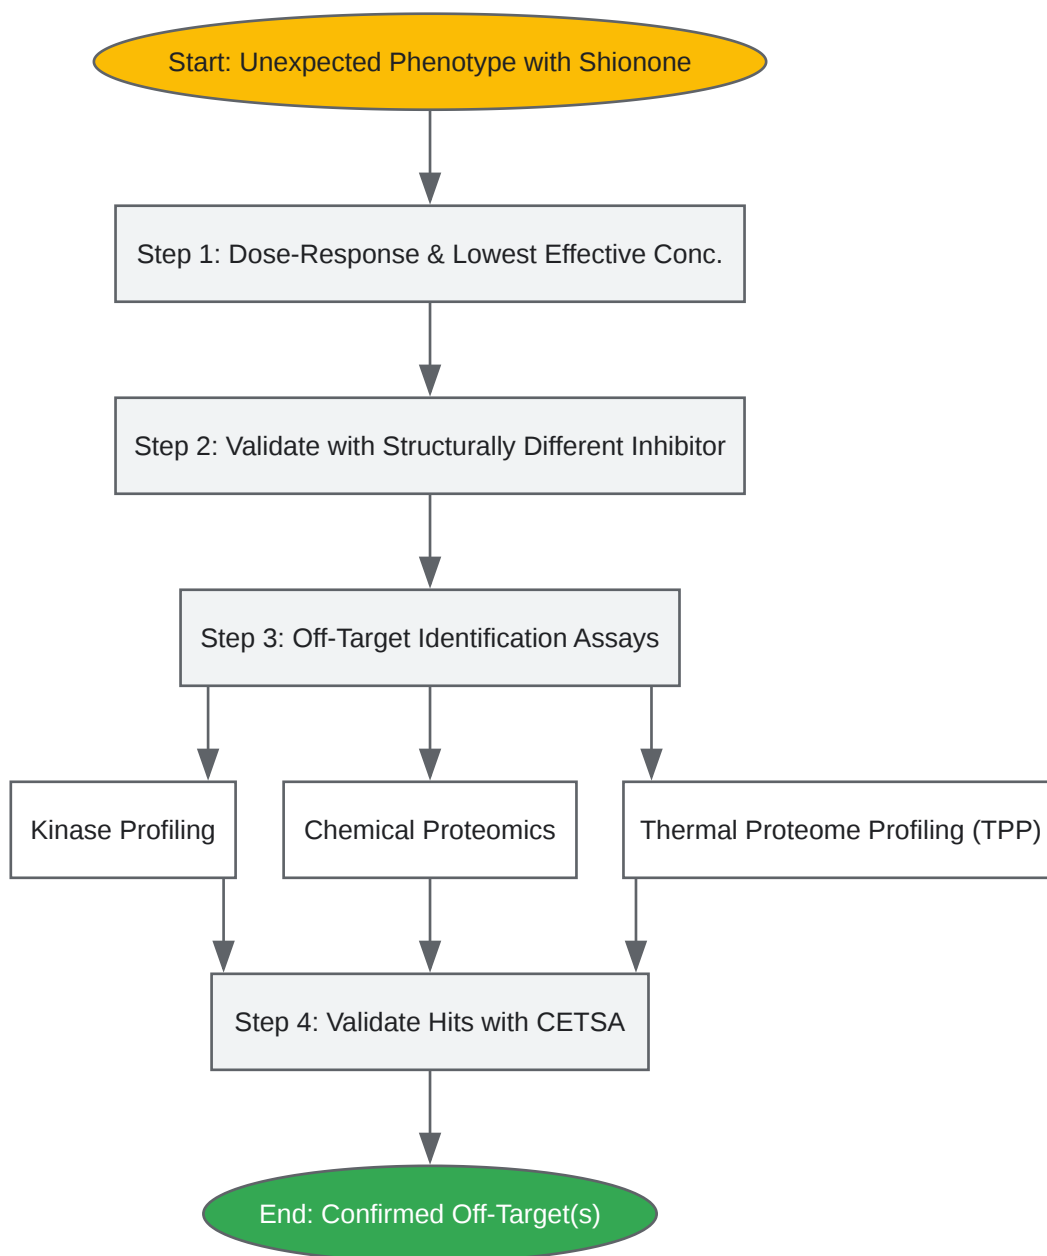 Start: Unexpected Phenotype with Shionone
Step 1: Dose-Response & Lowest Effective Conc.
Step 2: Validate with Structurally Different Inhibitor
Step 3: Off-Target Identification Assays
Kinase Profiling
Chemical Proteomics
Thermal Proteome Profiling (TPP)
Step 4: Validate Hits with CETSA
End: Confirmed Off-Target(s)